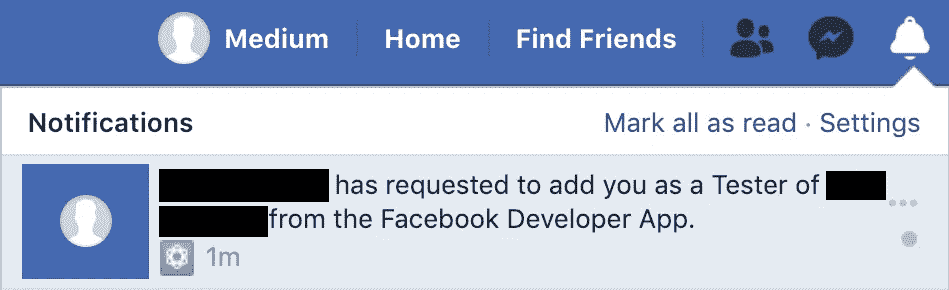 Medium Home Find Friends
Notifications Mark all as read · Settings
has requested to add you as a Tester of
from the Facebook Developer App.
1m